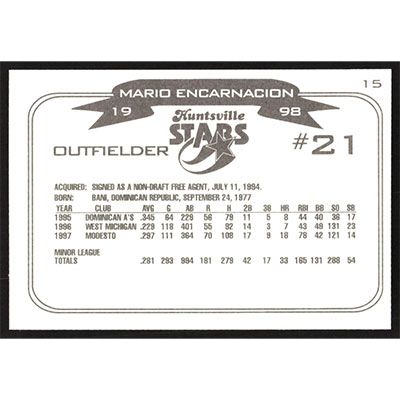 15
MARIO ENCARNACION
19 98
Huntsville
STARS
OUTFIELDER #21
ACQUIRED: SIGNED AS A NON-DRAFT FREE AGENT, JULY 11, 1994.
BORN: BANI, DOMINICAN REPUBLIC, SEPTEMBER 24, 1977
YEAR CLUB AVG G AB R H 2B 3B HR RBI BB SO SB
1995 DOMINICAN A'S .345 64 229 56 79 11 5 8 44 40 36 17
1996 WEST MICHIGAN .229 118 401 55 92 14 3 7 43 49 131 23
1997 MODESTO .297 111 364 70 108 17 9 18 78 42 121 14
MINOR LEAGUE
TOTALS .281 293 994 181 279 42 17 33 165 131 288 54